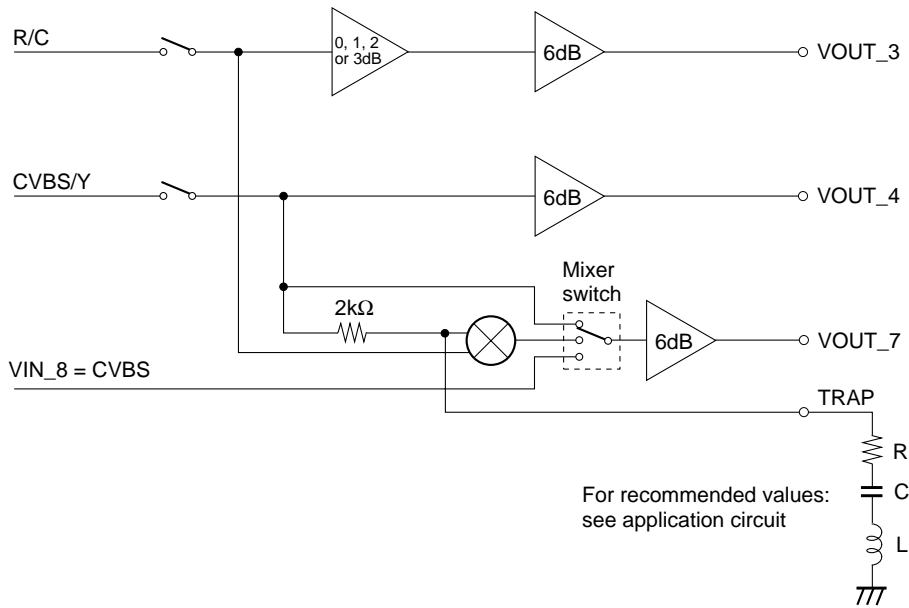 R/C
0, 1, 2
or 3dB
6dB
VOUT_3
CVBS/Y
6dB
VOUT_4
Mixer
switch
2kΩ
6dB
VOUT_7
VIN_8 = CVBS
TRAP
R
C
L
For recommended values:
see application circuit